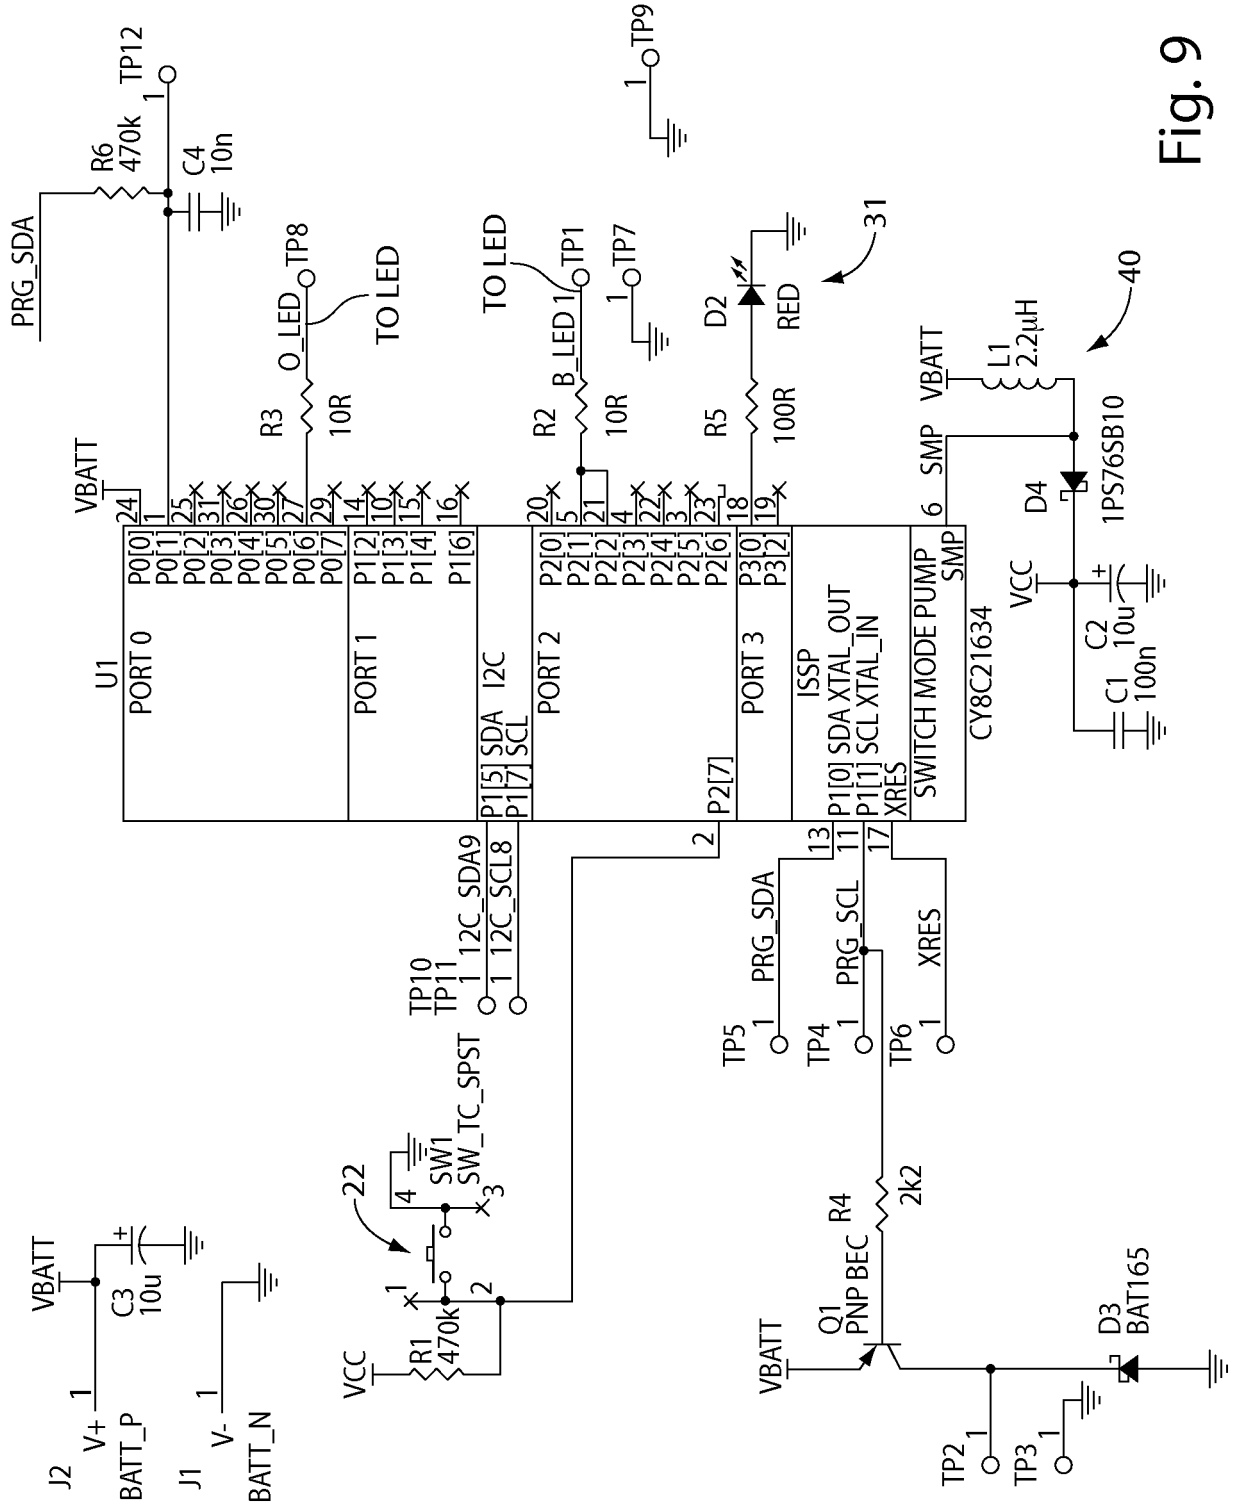 J2
V+ 1
BATT_P
VBATT
C3
10u
+
J1
V- 1
BATT_N
VCC
R1
470k
1
2
22
4
3
SW1
SW_TC_SPST
TP10
TP11
1 12C_SDA9
1 12C_SCL8
VBATT
Q1
PNP BEC
R4
2k2
TP2 1
TP3 1
D3
BAT165
TP5 1 PRG_SDA 13
TP4 1 PRG_SCL 11
TP6 1 XRES 17
2
U1
PORT 0
P0[0] 24
P0[1] 1
P0[2] 25
P0[3] 31
P0[4] 26
P0[5] 30
P0[6] 27
P0[7] 29
PORT 1
P1[2] 14
P1[3] 10
P1[4] 15
P1[6] 16
I2C
P1[5] SDA
P1[7] SCL
PORT 2
P2[0] 20
P2[1] 5
P2[2] 21
P2[3] 4
P2[4] 22
P2[5] 3
P2[6] 23
P2[7]
PORT 3
P3[0] 18
P3[2] 19
ISSP
P1[0] SDA XTAL_OUT
P1[1] SCL XTAL_IN
XRES
SWITCH MODE PUMP
SMP
6 SMP
CY8C21634
VBATT
PRG_SDA
R6
470k
1
TP12
C4
10n
R3
10R
O_LED
TP8
TO LED
R2
10R
B_LED 1
TP1
TO LED
1
TP7
1
TP9
R5
100R
D2
RED
31
VBATT
L1
2.2µH
40
D4
1PS76SB10
VCC
C2
10u
+
C1
100n
Fig. 9